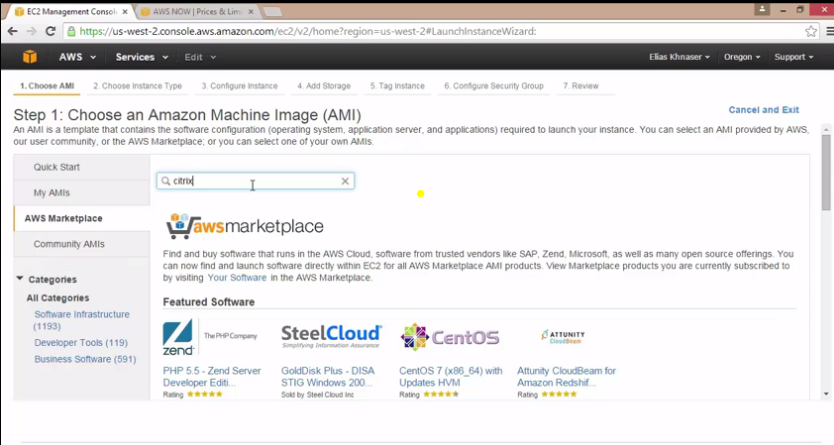 EC2 Management Consol
AWS NOW | Prices & Lim
https://us-west-2.console.aws.amazon.com/ec2/v2/home?region=us-west-2#LaunchInstanceWizard:
AWS Services Edit Elias Khnaser Oregon Support
1. Choose AMI 2. Choose Instance Type 3. Configure Instance 4. Add Storage 5. Tag Instance 6. Configure Security Group 7. Review
Step 1: Choose an Amazon Machine Image (AMI)
Cancel and Exit
An AMI is a template that contains the software configuration (operating system, application server, and applications) required to launch your instance. You can select an AMI provided by AWS,
our user community, or the AWS Marketplace; or you can select one of your own AMIs.
Quick Start
My AMIs
AWS Marketplace
Community AMIs
Categories
All Categories
Software Infrastructure
(1193)
Developer Tools (119)
Business Software (591)
citrix
awsmarketplace
Find and buy software that runs in the AWS Cloud, software from trusted vendors like SAP, Zend, Microsoft, as well as many open source offerings. You
can now find and launch software directly within EC2 for all AWS Marketplace AMI products. View Marketplace products you are currently subscribed to
by visiting Your Software in the AWS Marketplace.
Featured Software
zend The PHP Company
SteelCloud
Simplifying Information Assurance
CentOS
ATTUNITY
CLOUDBEAM
PHP 5.5 - Zend Server
Developer Editi...
Rating
GoldDisk Plus - DISA
STIG Windows 200...
Sold by Steel Cloud Inc
CentOS 7 (x86_64) with
Updates HVM
Rating
Attunity CloudBeam for
Amazon Redshif...
Rating